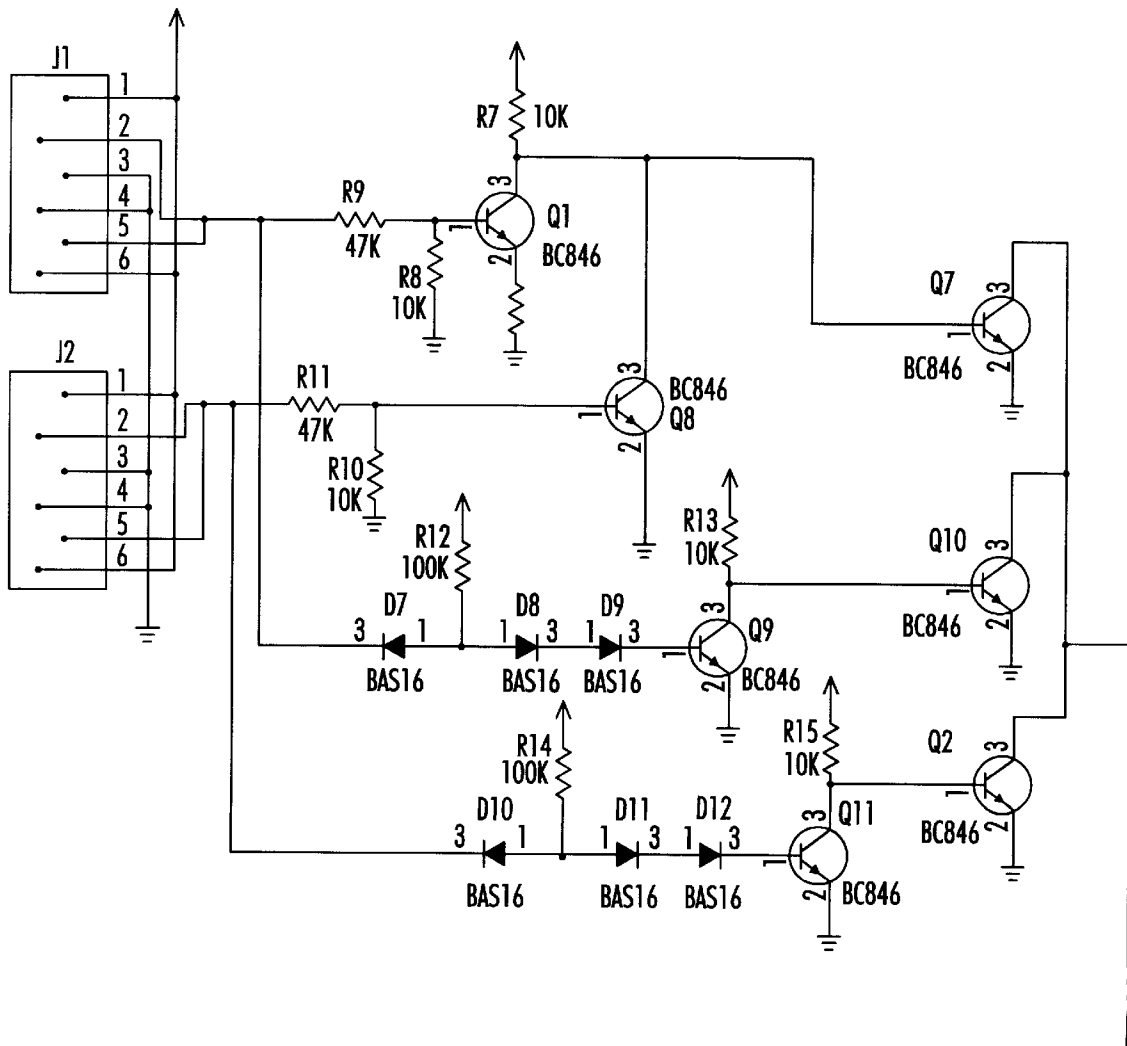 J1
1
2
3
4
5
6
R7 10K
3
R9
47K
1
Q1
BC846
2
R8
10K
Q7
3
1
BC846
2
J2
1
2
3
4
5
6
R11
47K
R10
10K
3
BC846
Q8
1
2
R12
100K
R13
10K
Q10
3
1
BC846
2
D7
3 1
BAS16
D8
1 3
BAS16
D9
1 3
BAS16
3
Q9
1
BC846
2
R14
100K
R15
10K
Q2
3
1
BC846
2
D10
3 1
BAS16
D11
1 3
BAS16
D12
1 3
BAS16
3
Q11
1
BC846
2